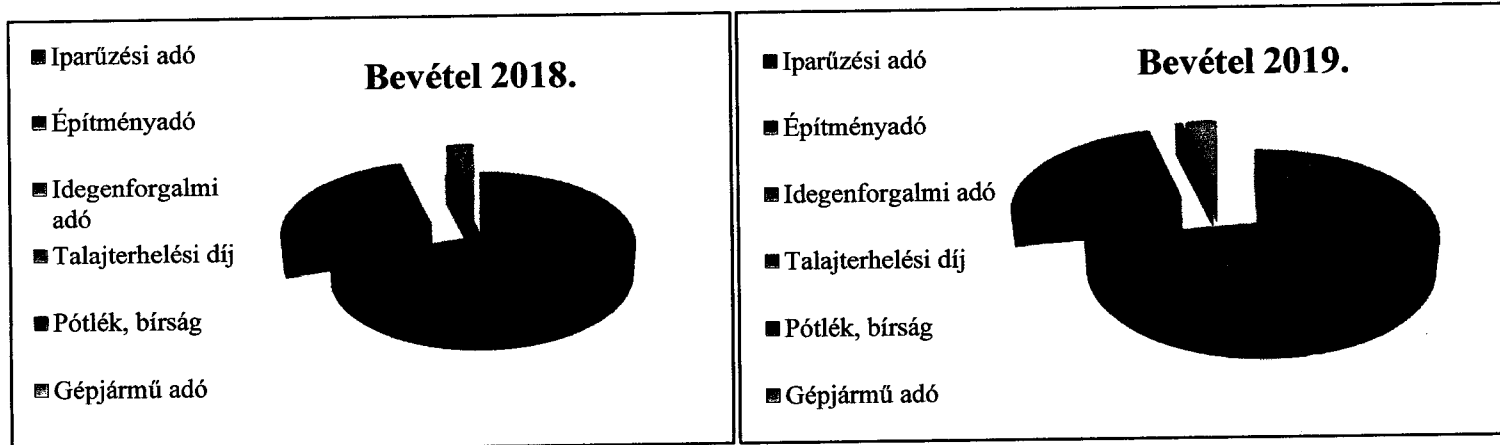 Bevétel 2018.
Iparűzési adó
Építményadó
Idegenforgalmi
adó
Talajterhelési díj
Pótlék, bírság
Gépjármű adó
Bevétel 2019.
Iparűzési adó
Építményadó
Idegenforgalmi adó
Talajterhelési díj
Pótlék, bírság
Gépjármű adó